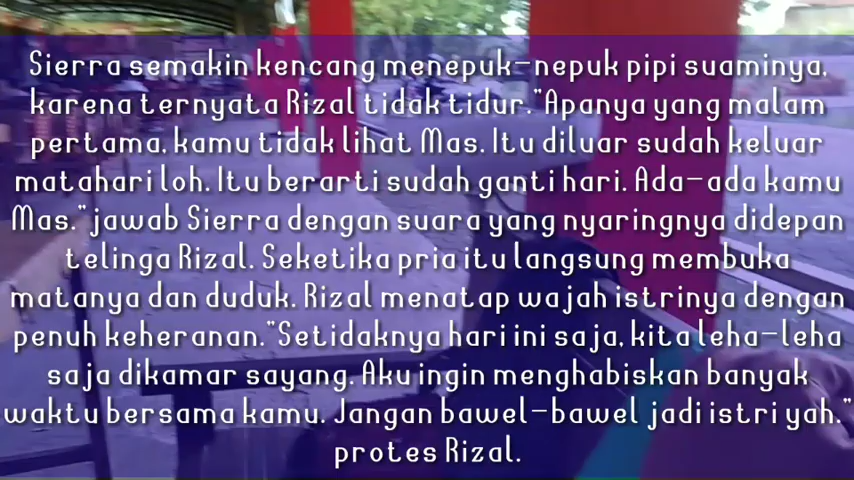 Sierra semakin kencang menepuk-nepuk pipi suaminya,
karena ternyata Rizal tidak tidur."Apanya yang malam
pertama, kamu tidak lihat Mas. Itu diluar sudah keluar
matahari loh. Itu berarti sudah ganti hari. Ada-ada kamu
Mas." jawab Sierra dengan suara yang nyaringnya didepan
telinga Rizal. Seketika pria itu langsung membuka
matanya dan duduk. Rizal menatap wajah istrinya dengan
penuh keheranan."Setidaknya hari ini saja, kita leha-leha
saja dikamar sayang. Aku ingin menghabiskan banyak
waktu bersama kamu. Jangan bawel-bawel jadi istri yah."
protes Rizal.